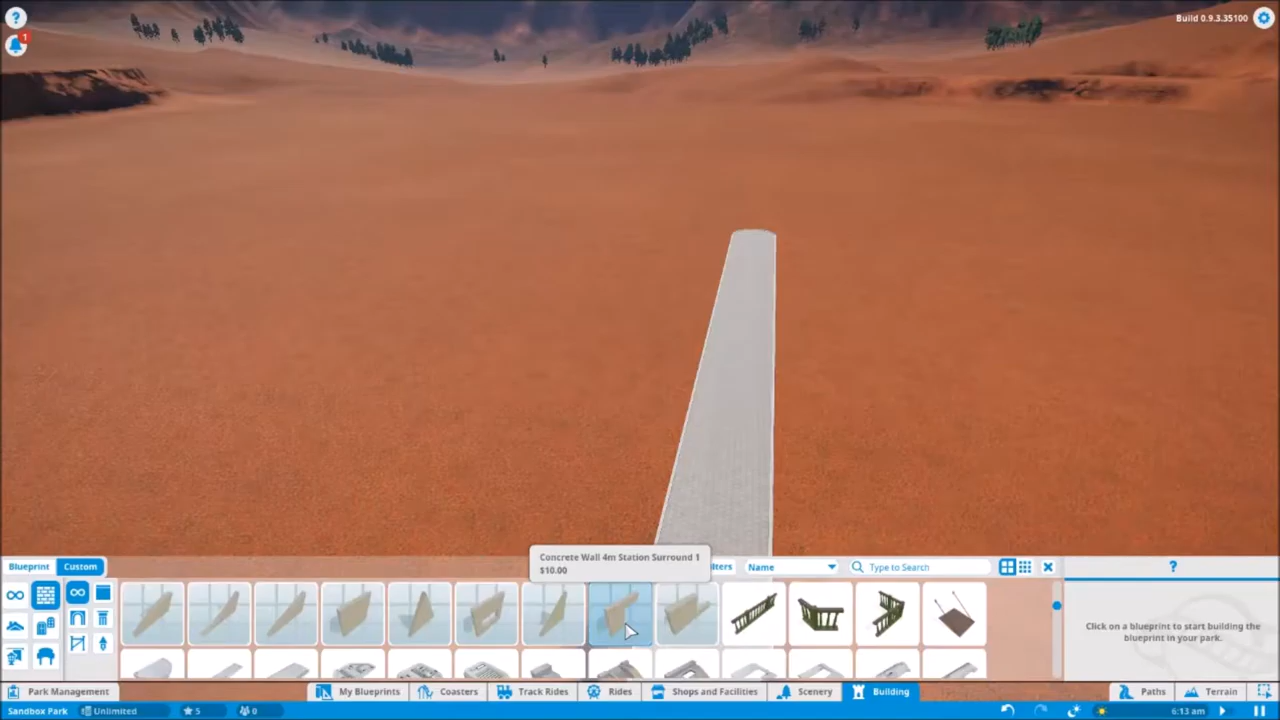 ?
Build 0.9.3.35100
1
Concrete Wall 4m Station Surround 1
$10.00
Blueprint
Custom
lters
Name
Type to Search
?
Click on a blueprint to start building the
blueprint in your park.
Park Management
My Blueprints
Coasters
Track Rides
Rides
Shops and Facilities
Scenery
Building
Paths
Terrain
Sandbox Park
Unlimited
5
0
6:13 am